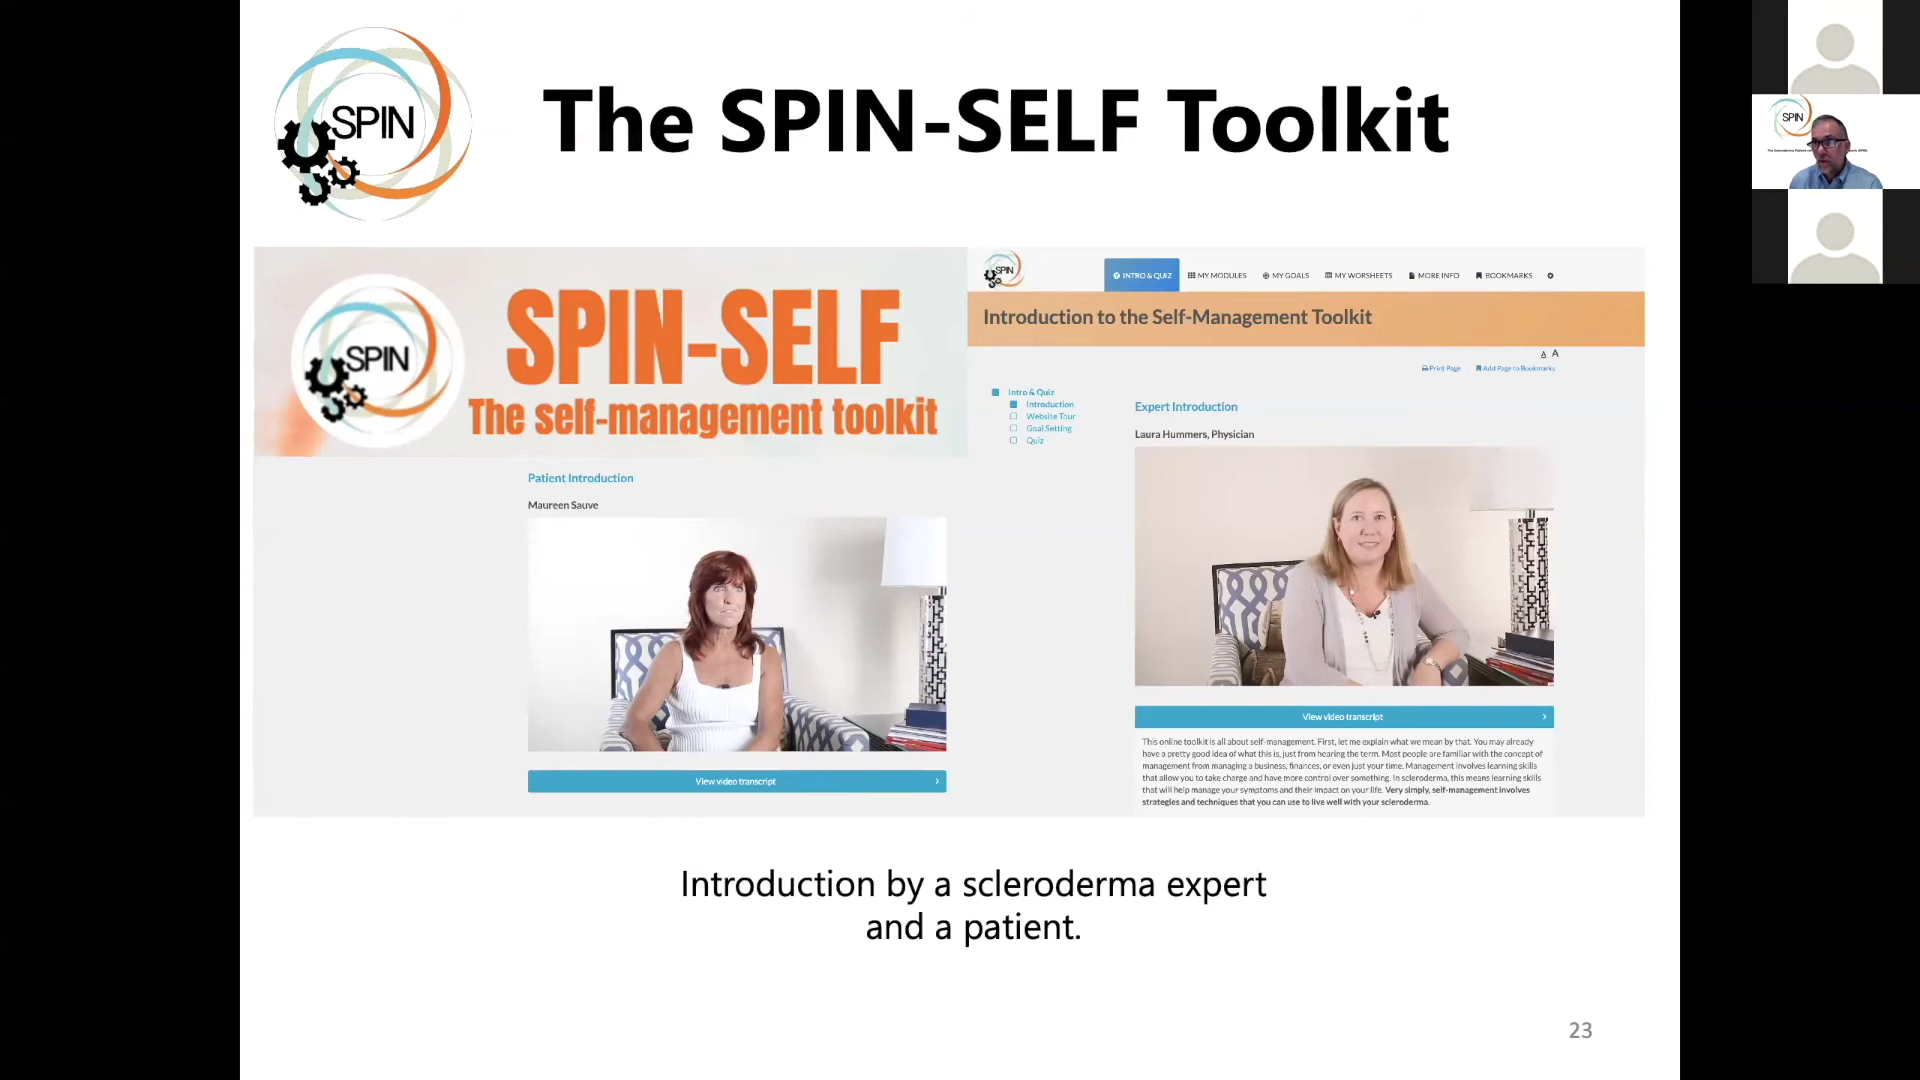 SPIN
The SPIN-SELF Toolkit
SPIN
SPIN-SELF
The self-management toolkit
Patient Introduction
Maureen Sauve
View video transcript
SPIN
INTRO & QUIZ
MY MODULES
MY GOALS
MY WORSHEETS
MORE INFO
BOOKMARKS
Introduction to the Self-Management Toolkit
A A
Print Page
Add Page to Bookmarks
Intro & Quiz
Introduction
Website Tour
Goal Setting
Quiz
Expert Introduction
Laura Hummers, Physician
View video transcript
This online toolkit is all about self-management. First, let me explain what we mean by that. You may already
have a pretty good idea of what this is, just from hearing the term. Most people are familiar with the concept of
management from managing a business, finances, or even just your time. Management involves learning skills
that allow you to take charge and have more control over something. In scleroderma, this means learning skills
that will help manage your symptoms and their impact on your life. Very simply, self-management involves
strategies and techniques that you can use to live well with your scleroderma.
Introduction by a scleroderma expert
and a patient.
23
SPIN